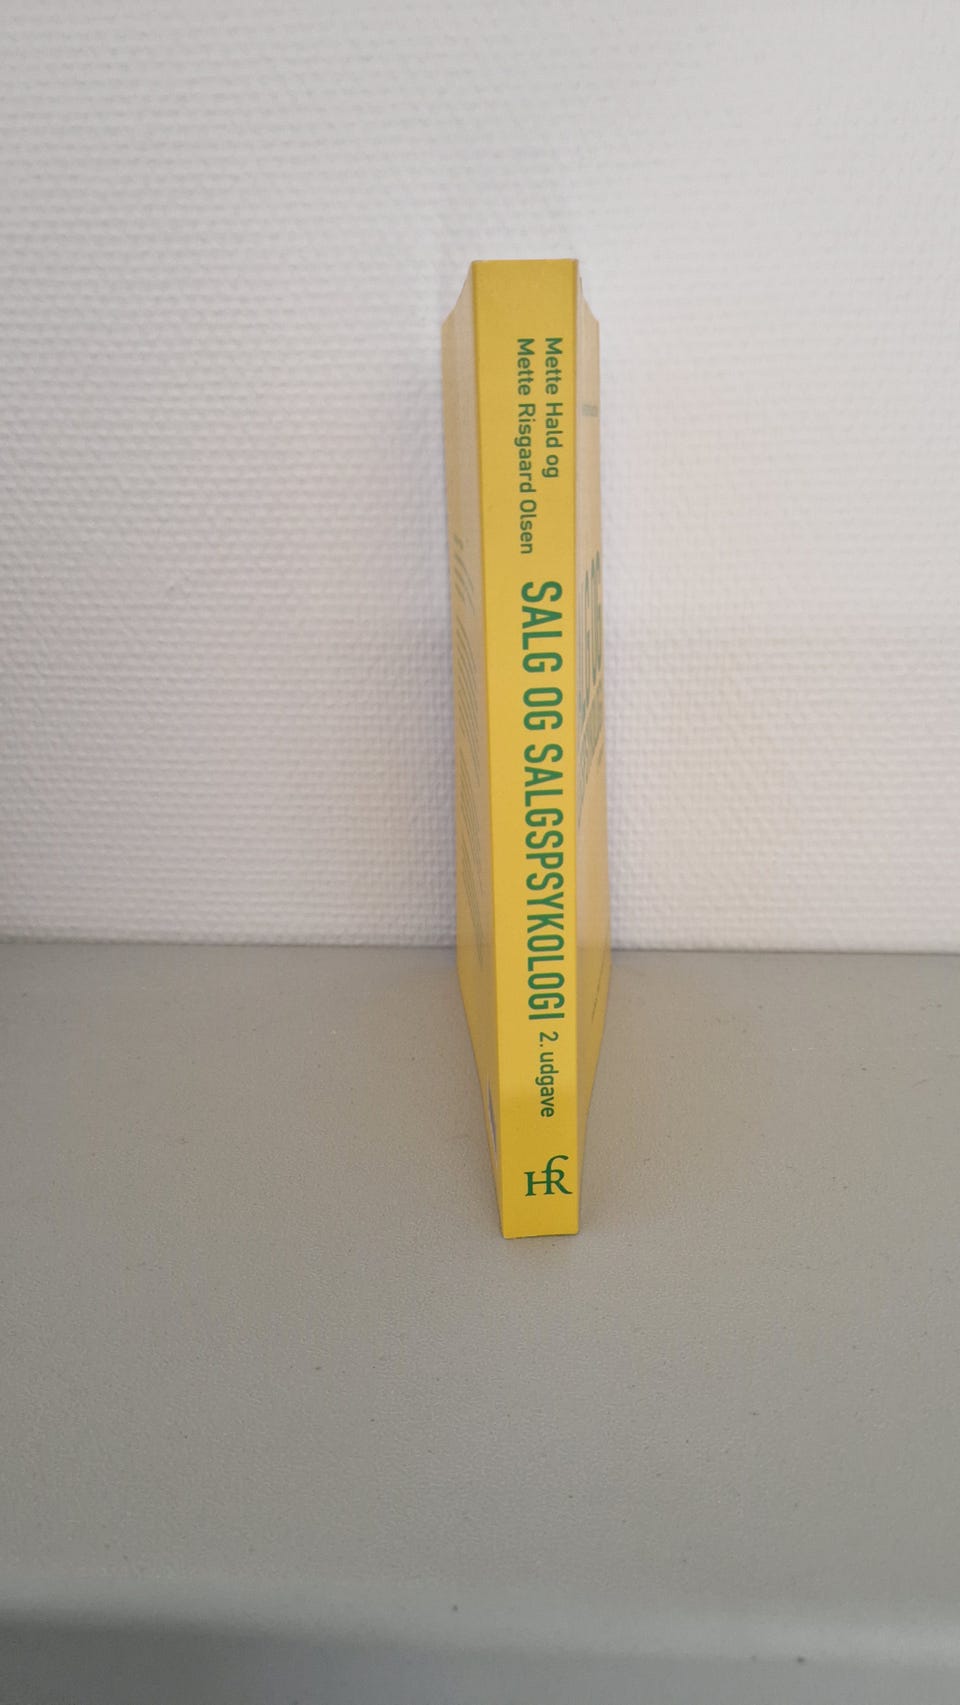 Mette Hald og
Mette Risgaard Olsen
SALG OG SALGSPSYKOLOGI
2. udgave
HR